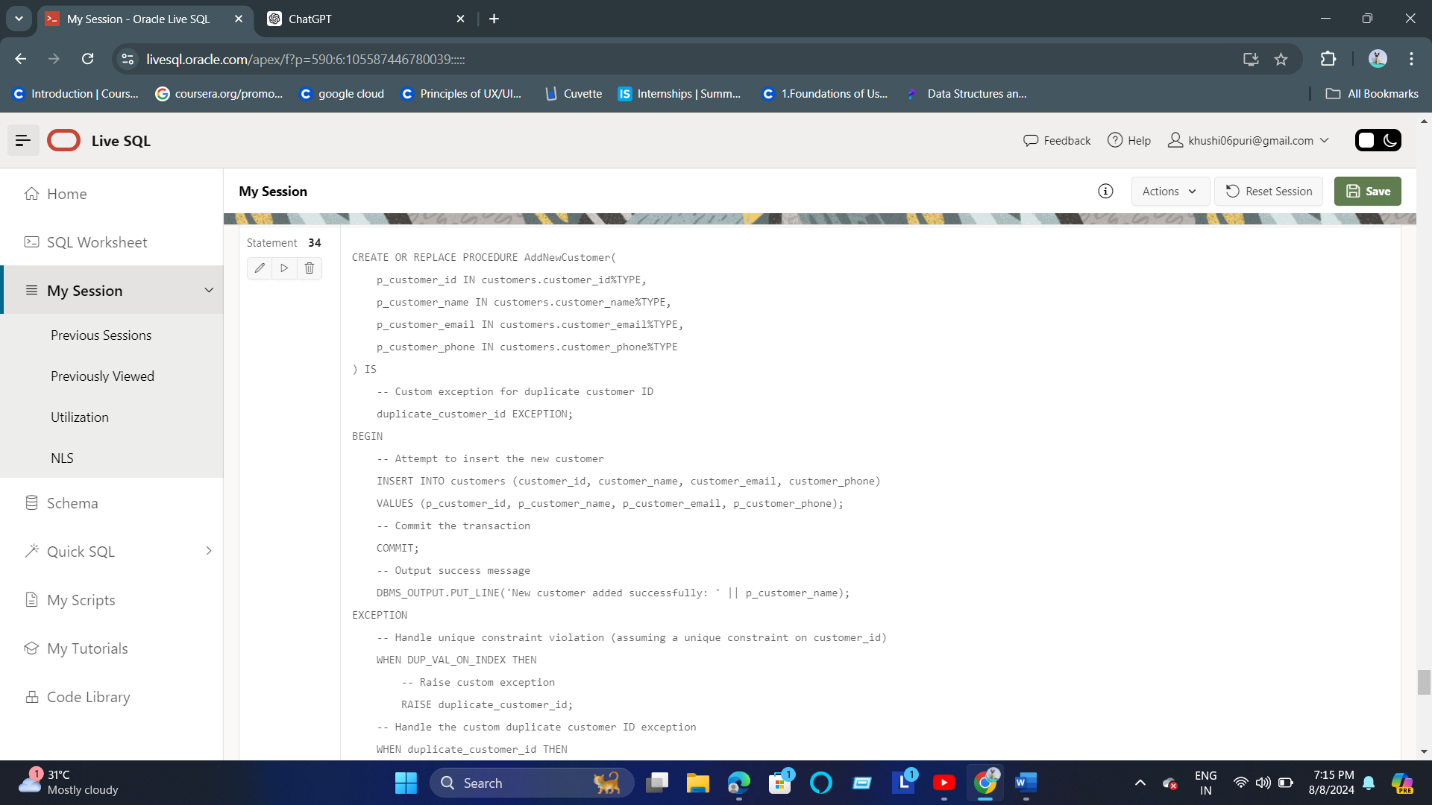 My Session - Oracle Live SQL
ChatGPT
livesql.oracle.com/apex/f?p=590:6:105587446780039:::::
Introduction | Cours...
coursera.org/promo...
google cloud
Principles of UX/UI...
Cuvette
Internships | Summ...
1.Foundations of Us...
Data Structures an...
All Bookmarks
Live SQL
Feedback
Help
khushi06puri@gmail.com
Home
SQL Worksheet
My Session
Previous Sessions
Previously Viewed
Utilization
NLS
Schema
Quick SQL
My Scripts
My Tutorials
Code Library
My Session
Actions
Reset Session
Save
Statement 34
CREATE OR REPLACE PROCEDURE AddNewCustomer(
p_customer_id IN customers.customer_id%TYPE,
p_customer_name IN customers.customer_name%TYPE,
p_customer_email IN customers.customer_email%TYPE,
p_customer_phone IN customers.customer_phone%TYPE
) IS
-- Custom exception for duplicate customer ID
duplicate_customer_id EXCEPTION;
BEGIN
-- Attempt to insert the new customer
INSERT INTO customers (customer_id, customer_name, customer_email, customer_phone)
VALUES (p_customer_id, p_customer_name, p_customer_email, p_customer_phone);
-- Commit the transaction
COMMIT;
-- Output success message
DBMS_OUTPUT.PUT_LINE('New customer added successfully: ' || p_customer_name);
EXCEPTION
-- Handle unique constraint violation (assuming a unique constraint on customer_id)
WHEN DUP_VAL_ON_INDEX THEN
-- Raise custom exception
RAISE duplicate_customer_id;
-- Handle the custom duplicate customer ID exception
WHEN duplicate_customer_id THEN
1
31°C
Mostly cloudy
Search
1
L
1
W
ENG
IN
7:15 PM
8/8/2024
PRE